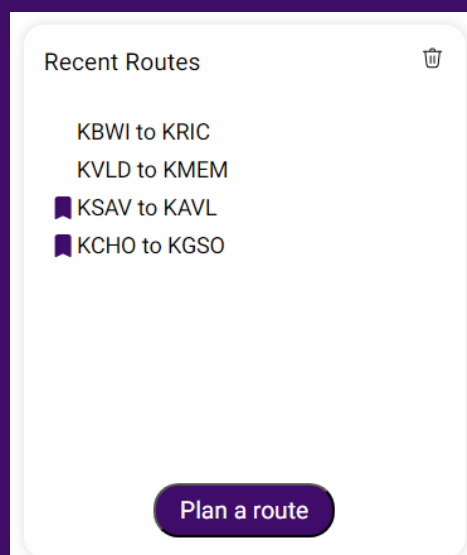 Recent Routes
KBWI to KRIC
KVLD to KMEM
KSAV to KAVL
KCHO to KGSO
Plan a route